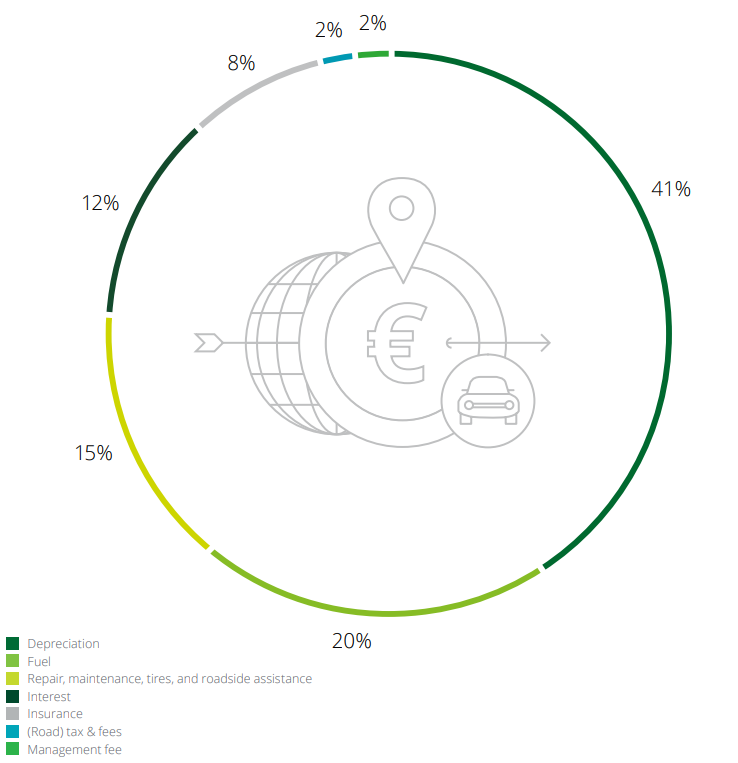 2%
2%
8%
41%
12%
15%
20%
€
Depreciation
Fuel
Repair, maintenance, tires, and roadside assistance
Interest
Insurance
(Road) tax & fees
Management fee